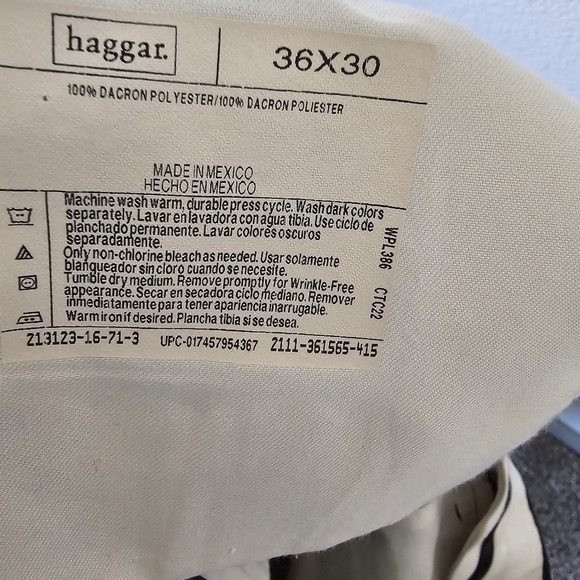 haggar.
36X30
100% DACRON POLYESTER/100% DACRON POLIESTER
MADE IN MEXICO
HECHO EN MEXICO
Machine wash warm, durable press cycle. Wash dark colors
separately. Lavar en lavadora con agua tibia. Use ciclo de
planchado permanente. Lavar colores oscuros
separadamente.
Only non-chlorine bleach as needed. Usar solamente
blanqueador sin cloro cuando se necesite.
Tumble dry medium. Remove promptly for Wrinkle-Free
appearance. Secar en secadora ciclo mediano. Remover
inmediatamente para tener apariencia inarrugable.
Warm iron if desired. Plancha tibia si se desea.
WPL386 CTC22
213123-16-71-3 UPC-017457954367 2111-361565-415